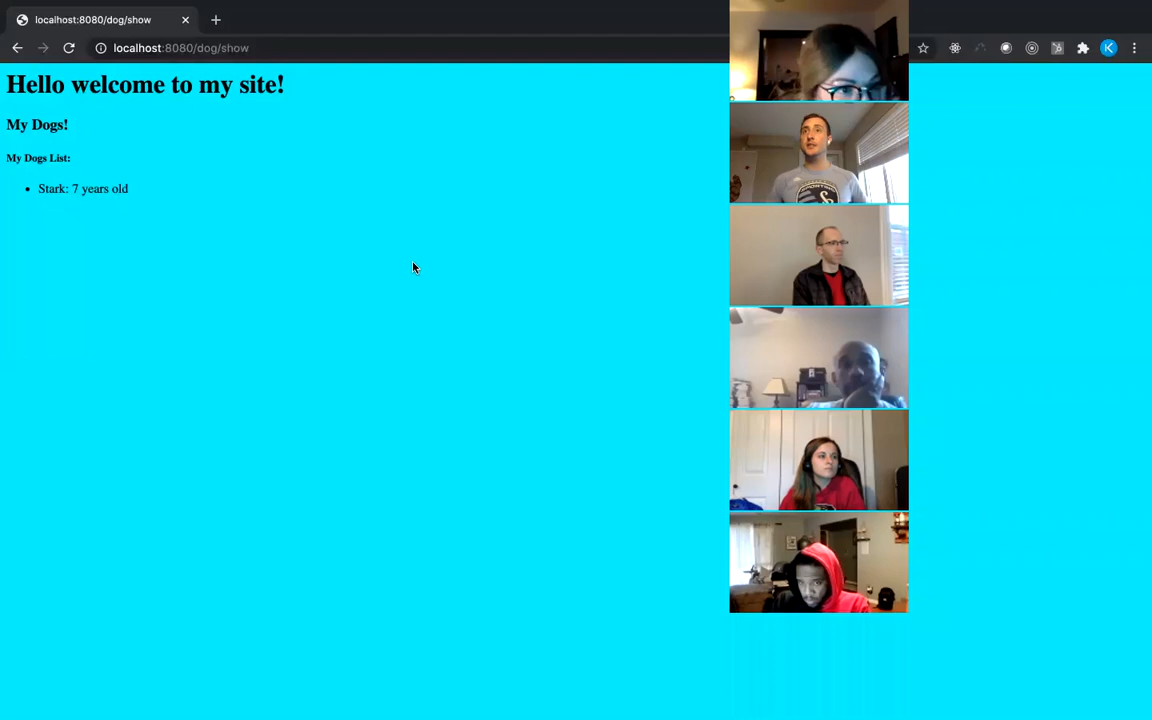 localhost:8080/dog/show
localhost:8080/dog/show
K
Hello welcome to my site!
My Dogs!
My Dogs List:
Stark: 7 years old
SPORTING